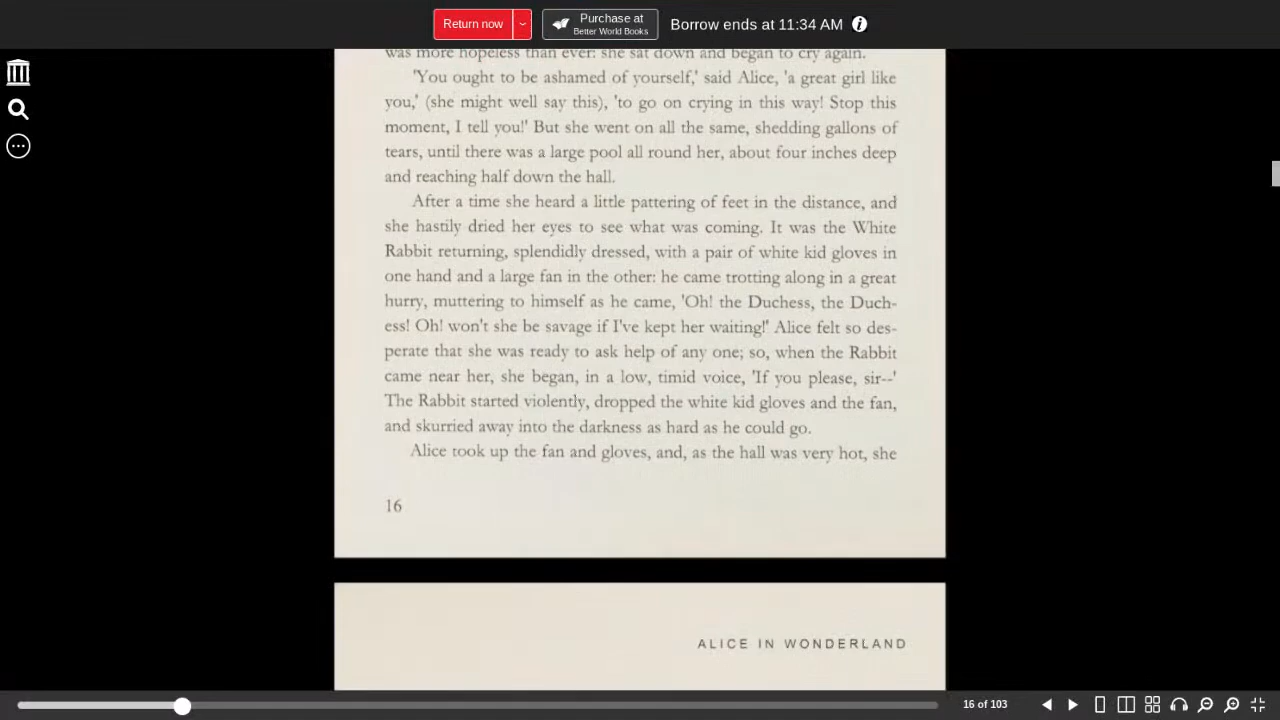 Return now
Purchase at
Better World Books
Borrow ends at 11:34 AM
was more hopeless than ever: she sat down and began to cry again.
'You ought to be ashamed of yourself,' said Alice, 'a great girl like
you,' (she might well say this), 'to go on crying in this way! Stop this
moment, I tell you!' But she went on all the same, shedding gallons of
tears, until there was a large pool all round her, about four inches deep
and reaching half down the hall.
After a time she heard a little pattering of feet in the distance, and
she hastily dried her eyes to see what was coming. It was the White
Rabbit returning, splendidly dressed, with a pair of white kid gloves in
one hand and a large fan in the other: he came trotting along in a great
hurry, muttering to himself as he came, 'Oh! the Duchess, the Duch-
ess! Oh! won't she be savage if I've kept her waiting!' Alice felt so des-
perate that she was ready to ask help of any one; so, when the Rabbit
came near her, she began, in a low, timid voice, 'If you please, sir--'
The Rabbit started violently, dropped the white kid gloves and the fan,
and skurried away into the darkness as hard as he could go.
Alice took up the fan and gloves, and, as the hall was very hot, she
16
ALICE IN WONDERLAND
16 of 103